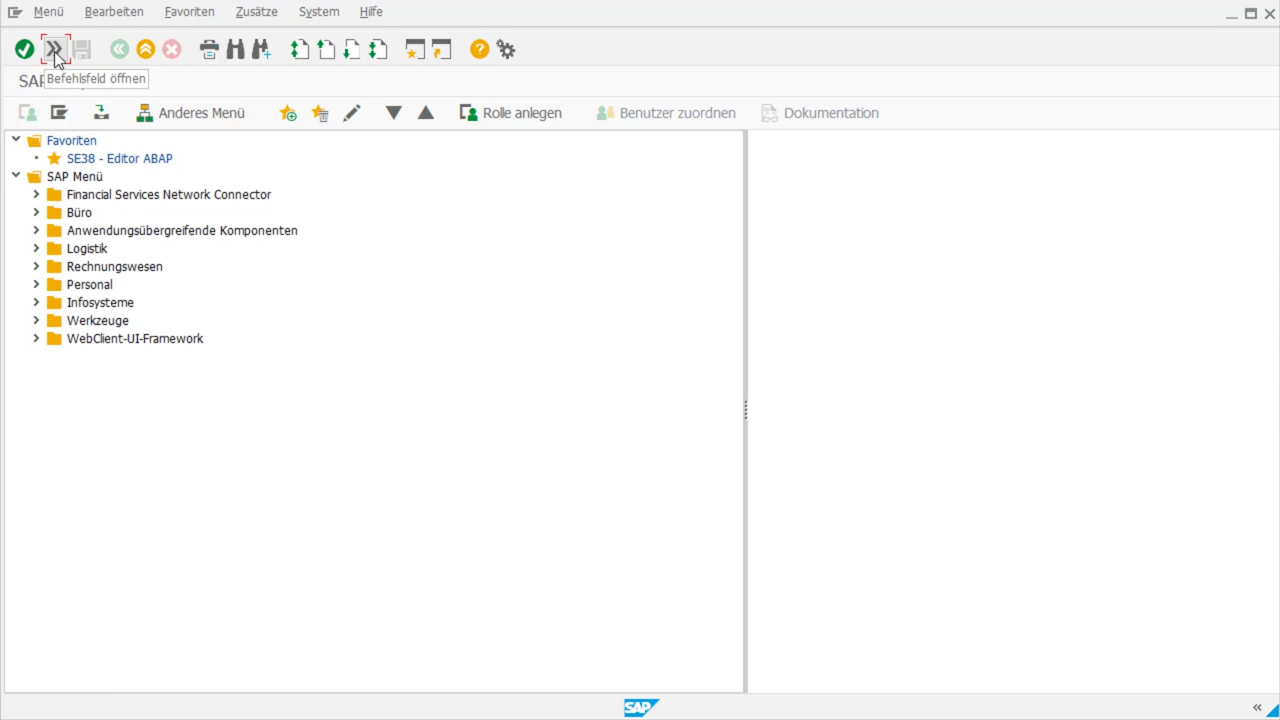 Menü Bearbeiten Favoriten Zusätze System Hilfe
Befehlsfeld öffnen
Anderes Menü Rolle anlegen Benutzer zuordnen Dokumentation
Favoriten
SE38 - Editor ABAP
SAP Menü
Financial Services Network Connector
Büro
Anwendungsübergreifende Komponenten
Logistik
Rechnungswesen
Personal
Infosysteme
Werkzeuge
WebClient-UI-Framework
SAP